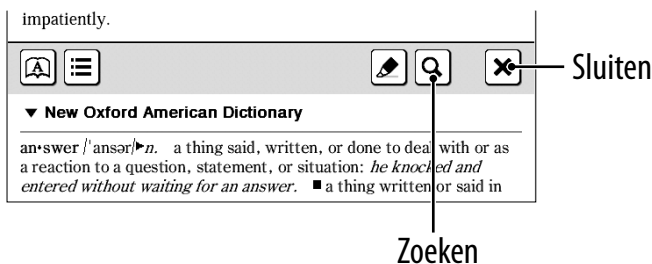 impatiently.
A
Sluiten
▼ New Oxford American Dictionary
an•swer /ˈansər/▶n. a thing said, written, or done to deal with or as
a reaction to a question, statement, or situation: he knocked and
entered without waiting for an answer. ■ a thing written or said in
Zoeken